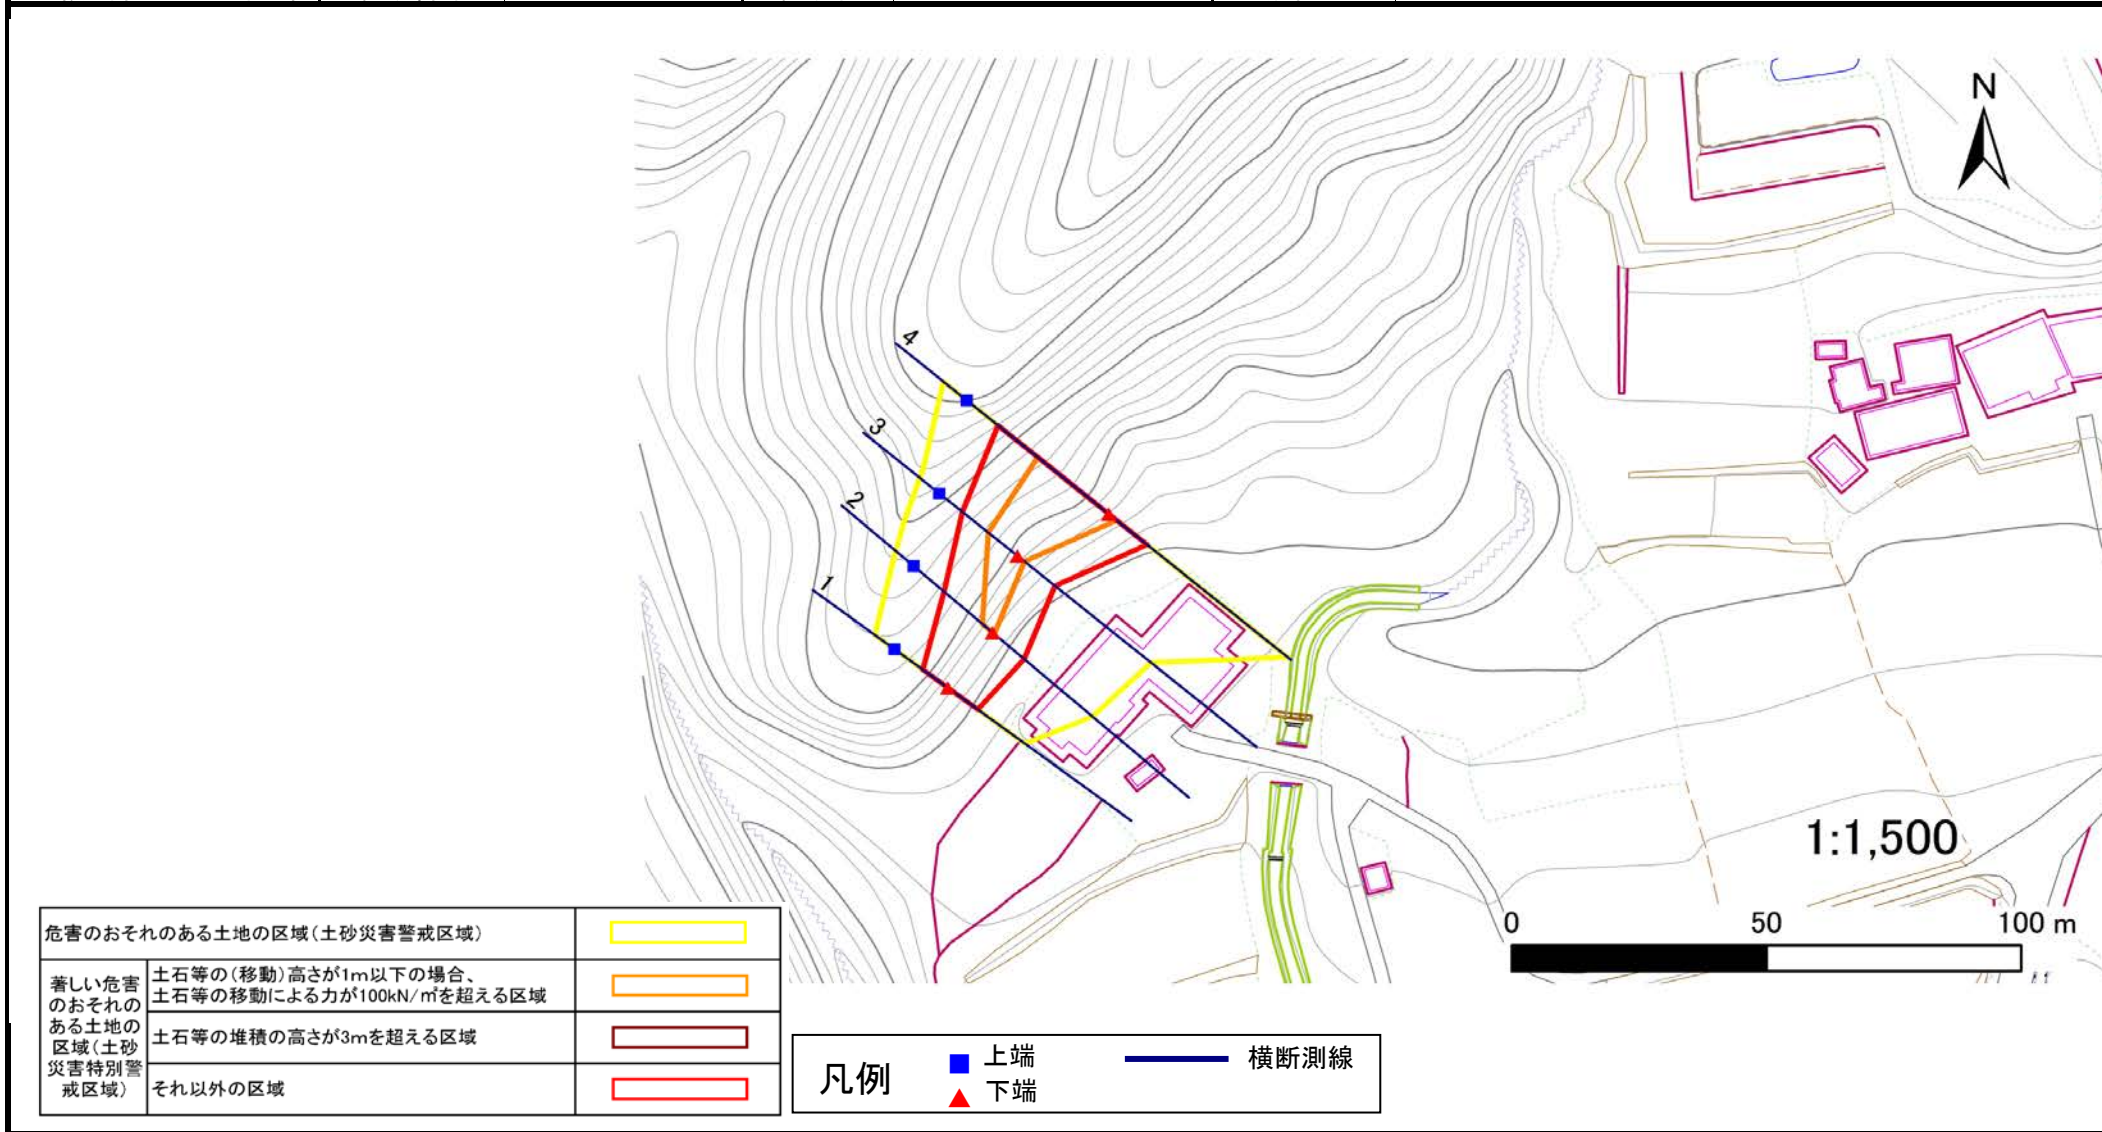 N
4
3
2
1
1:1,500
0 50 100 m
危害のおそれのある土地の区域(土砂災害警戒区域)
著しい危害
のおそれの
ある土地の
区域(土砂
災害特別警
戒区域)
土石等の(移動)高さが1m以下の場合、
土石等の移動による力が100kN/㎡を超える区域
土石等の堆積の高さが3mを超える区域
それ以外の区域
凡例
上端
下端
横断測線